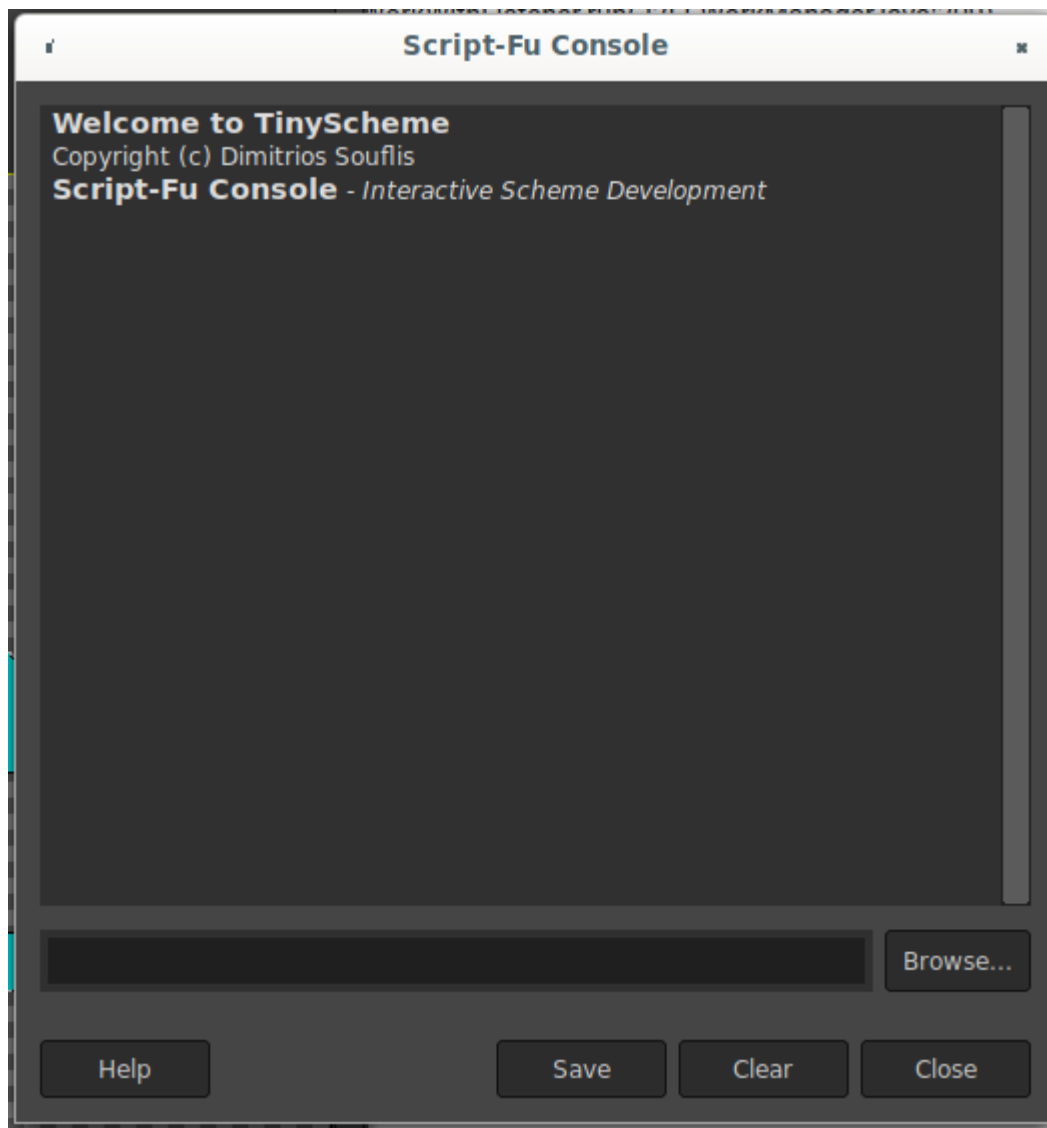 Script-Fu Console
Welcome to TinyScheme
Copyright (c) Dimitrios Souflis
Script-Fu Console - Interactive Scheme Development
Browse...
Help
Save
Clear
Close